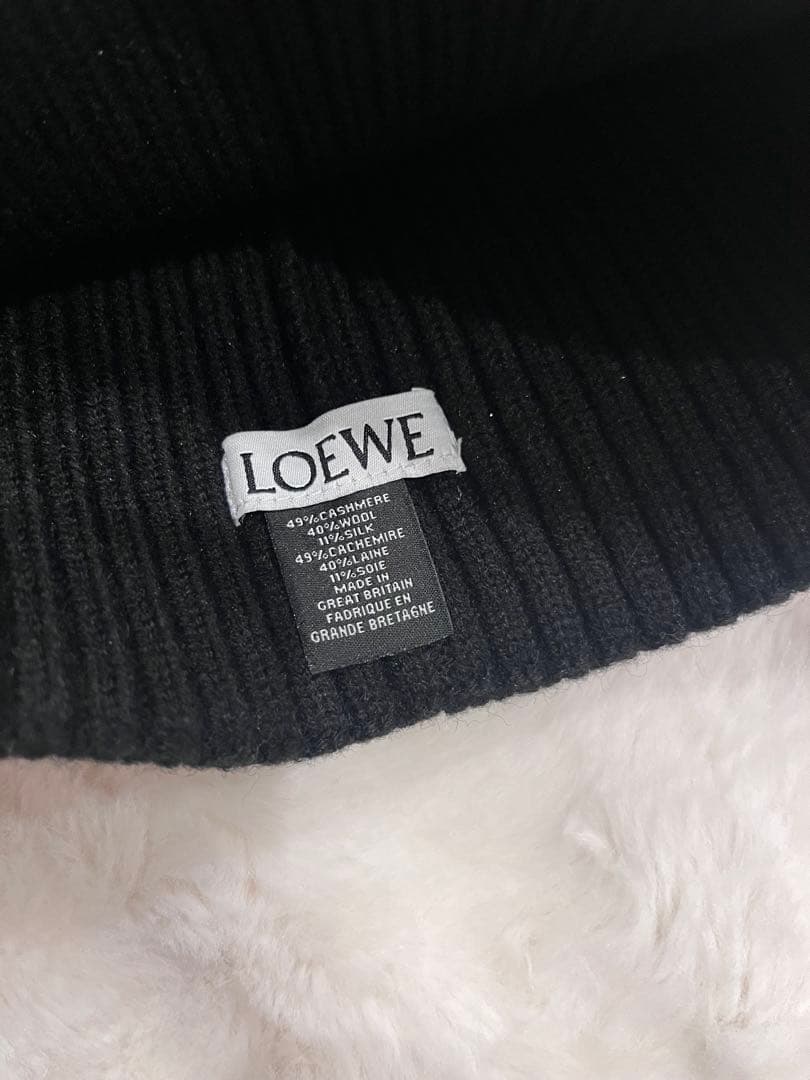 LOEWE
49%CASHMERE
40%WOOL
11%SILK
49%CACHEMIRE
40%LAINE
11%SOIE
MADE IN
GREAT BRITAIN
FADRIQUE EN
GRANDE BRETAGNE